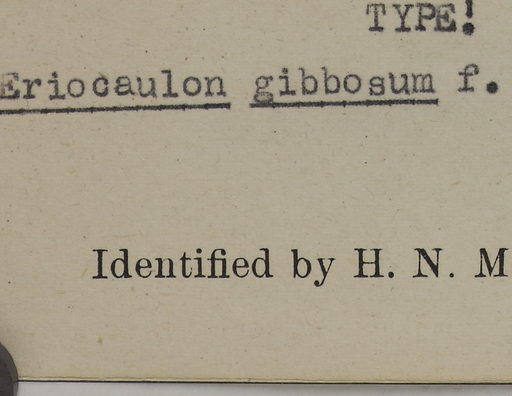 TYPE!
Eriocaulon gibbosum f.
Identified by H. N. M